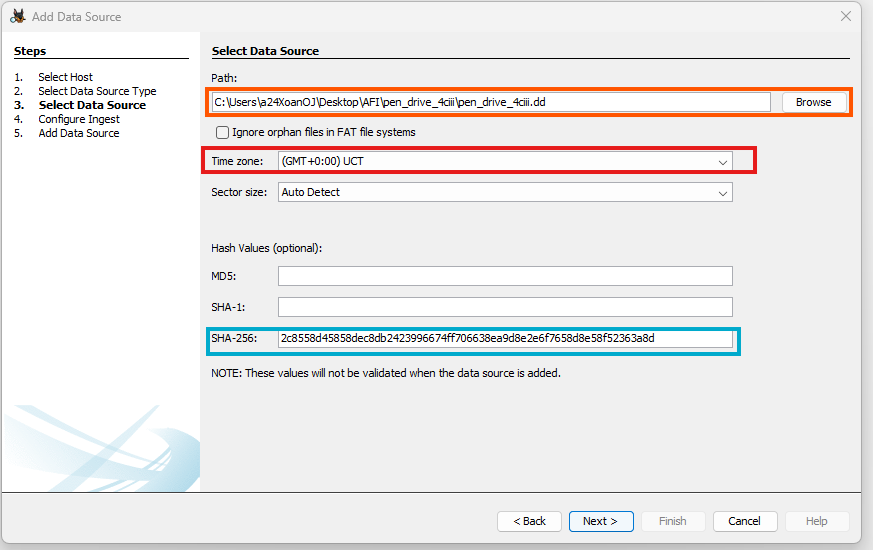 Add Data Source
Steps
1. Select Host
2. Select Data Source Type
3. Select Data Source
4. Configure Ingest
5. Add Data Source
Select Data Source
Path:
C:\Users\a24XoanOJ\Desktop\AFI\pen_drive_4ciii\pen_drive_4ciii.dd
Browse
Ignore orphan files in FAT file systems
Time zone: (GMT+0:00) UCT
Sector size: Auto Detect
Hash Values (optional):
MD5:
SHA-1:
SHA-256: 2c8558d45858dec8db2423996674ff706638ea9d8e2e6f7658d8e58f52363a8d
NOTE: These values will not be validated when the data source is added.
< Back Next > Finish Cancel Help